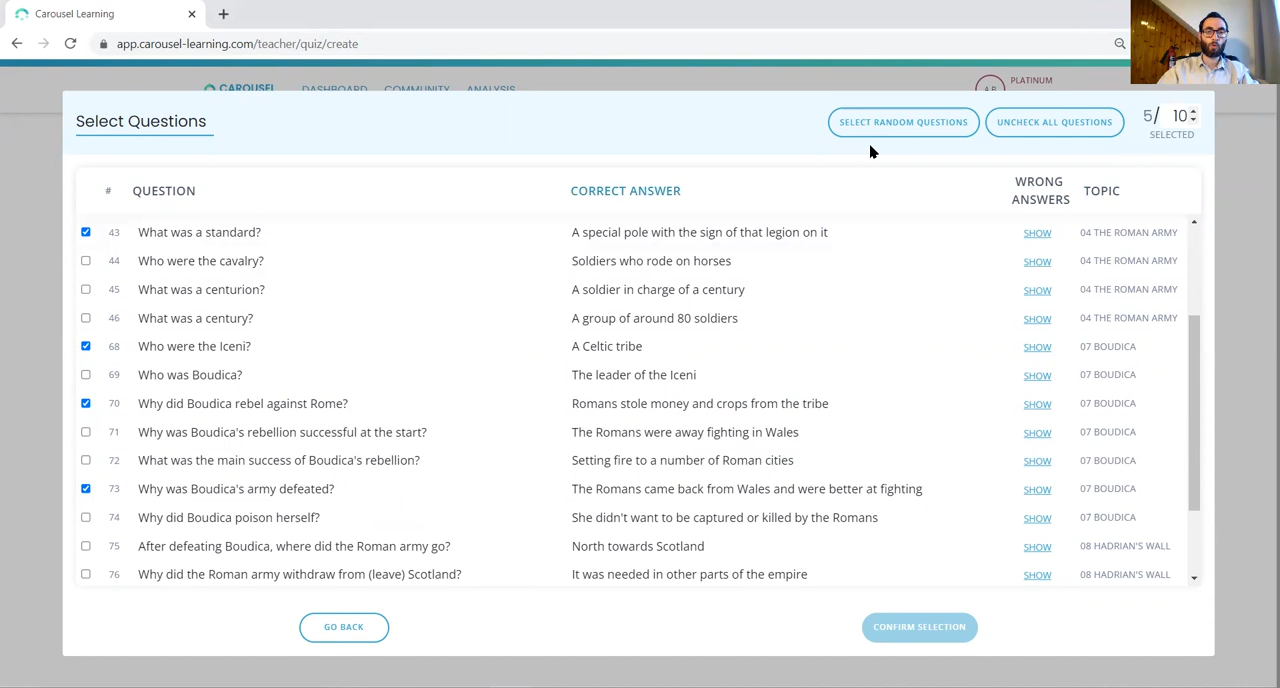 Carousel Learning
app.carousel-learning.com/teacher/quiz/create
CAROUSEL DASHBOARD COMMUNITY ANALYSIS
A B PLATINUM
Select Questions
SELECT RANDOM QUESTIONS UNCHECK ALL QUESTIONS 5/ 10
SELECTED
# QUESTION CORRECT ANSWER WRONG ANSWERS TOPIC
43 What was a standard? A special pole with the sign of that legion on it SHOW 04 THE ROMAN ARMY
44 Who were the cavalry? Soldiers who rode on horses SHOW 04 THE ROMAN ARMY
45 What was a centurion? A soldier in charge of a century SHOW 04 THE ROMAN ARMY
46 What was a century? A group of around 80 soldiers SHOW 04 THE ROMAN ARMY
68 Who were the Iceni? A Celtic tribe SHOW 07 BOUDICA
69 Who was Boudica? The leader of the Iceni SHOW 07 BOUDICA
70 Why did Boudica rebel against Rome? Romans stole money and crops from the tribe SHOW 07 BOUDICA
71 Why was Boudica's rebellion successful at the start? The Romans were away fighting in Wales SHOW 07 BOUDICA
72 What was the main success of Boudica's rebellion? Setting fire to a number of Roman cities SHOW 07 BOUDICA
73 Why was Boudica's army defeated? The Romans came back from Wales and were better at fighting SHOW 07 BOUDICA
74 Why did Boudica poison herself? She didn't want to be captured or killed by the Romans SHOW 07 BOUDICA
75 After defeating Boudica, where did the Roman army go? North towards Scotland SHOW 08 HADRIAN'S WALL
76 Why did the Roman army withdraw from (leave) Scotland? It was needed in other parts of the empire SHOW 08 HADRIAN'S WALL
GO BACK CONFIRM SELECTION